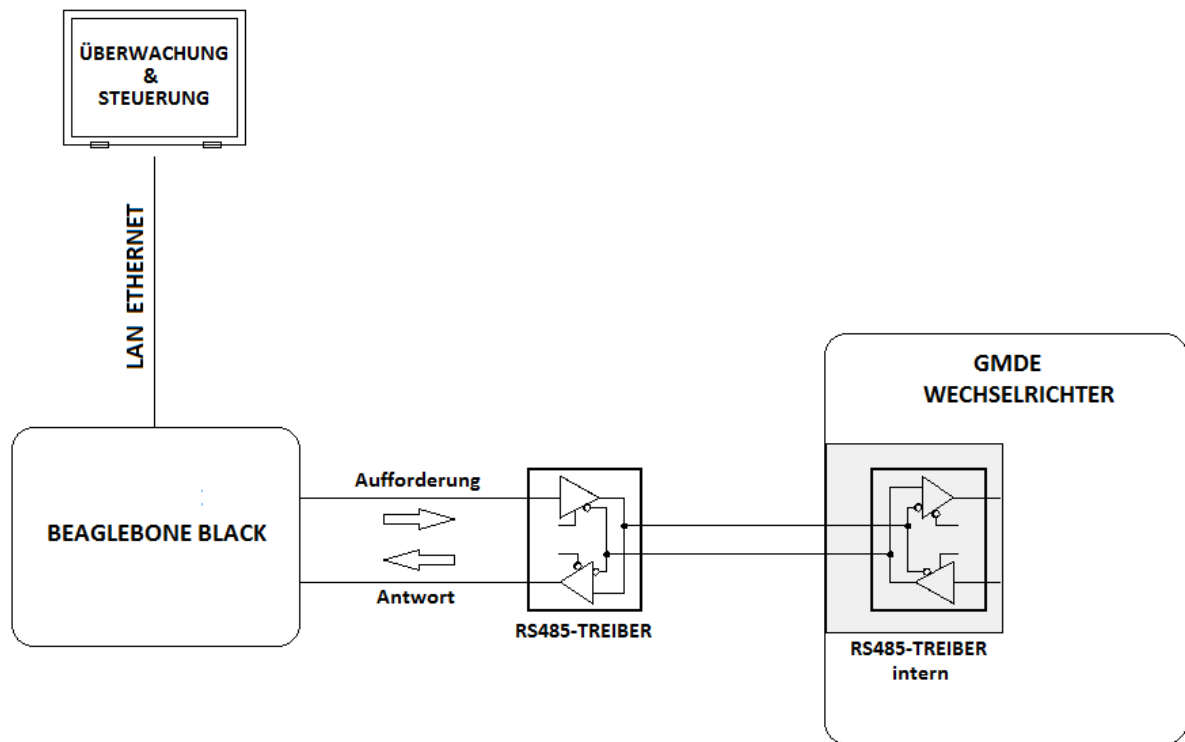 ÜBERWACHUNG
&
STEUERUNG
LAN ETHERNET
BEAGLEBONE BLACK
Aufforderung
Antwort
RS485-TREIBER
GMDE
WECHSELRICHTER
RS485-TREIBER
intern